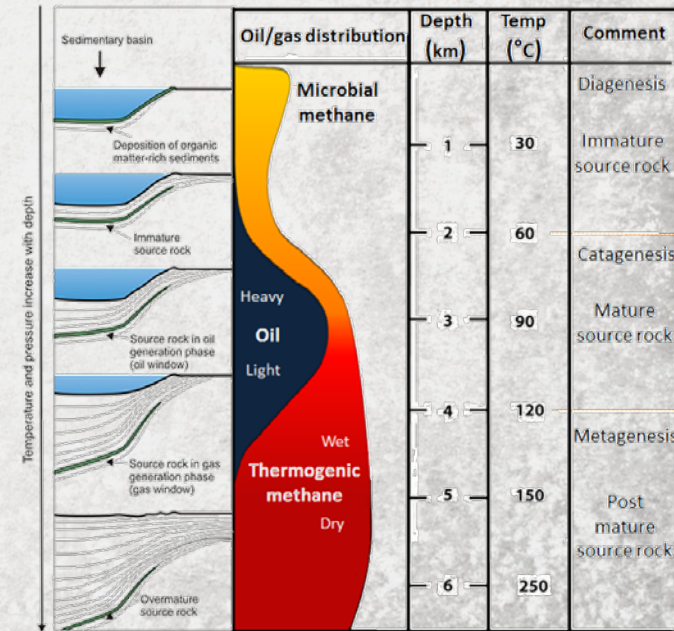 Sedimentary basin
Deposition of organic
matter-rich sediments
Immature
source rock
Source rock in oil
generation phase
(oil window)
Source rock in gas
generation phase
(gas window)
Overmature
source rock
Temperature and pressure increase with depth
Oil/gas distribution
Microbial
methane
Heavy
Oil
Light
Wet
Thermogenic
methane
Dry
Depth
(km)
1
2
3
4
5
6
Temp
(°C)
30
60
90
120
150
250
Comment
Diagenesis
Immature
source rock
Catagenesis
Mature
source rock
Metagenesis
Post
mature
source rock